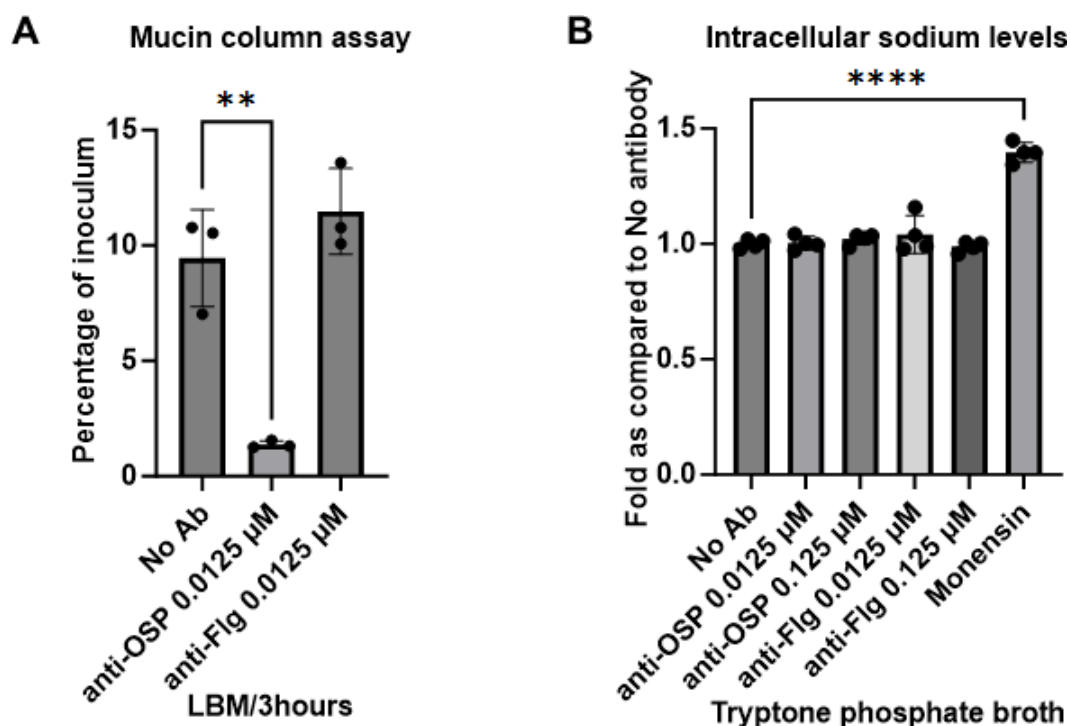 A
Mucin column assay
**
Percentage of inoculum
15
10
5
0
No Ab
anti-OSP 0.0125 µM
anti-Flg 0.0125 µM
LBM/3hours
B
Intracellular sodium levels
****
Fold as compared to No antibody
1.5
1.0
0.5
0.0
No Ab
anti-OSP 0.0125 µM
anti-OSP 0.125 µM
anti-Flg 0.0125 µM
anti-Flg 0.125 µM
Monensin
Tryptone phosphate broth